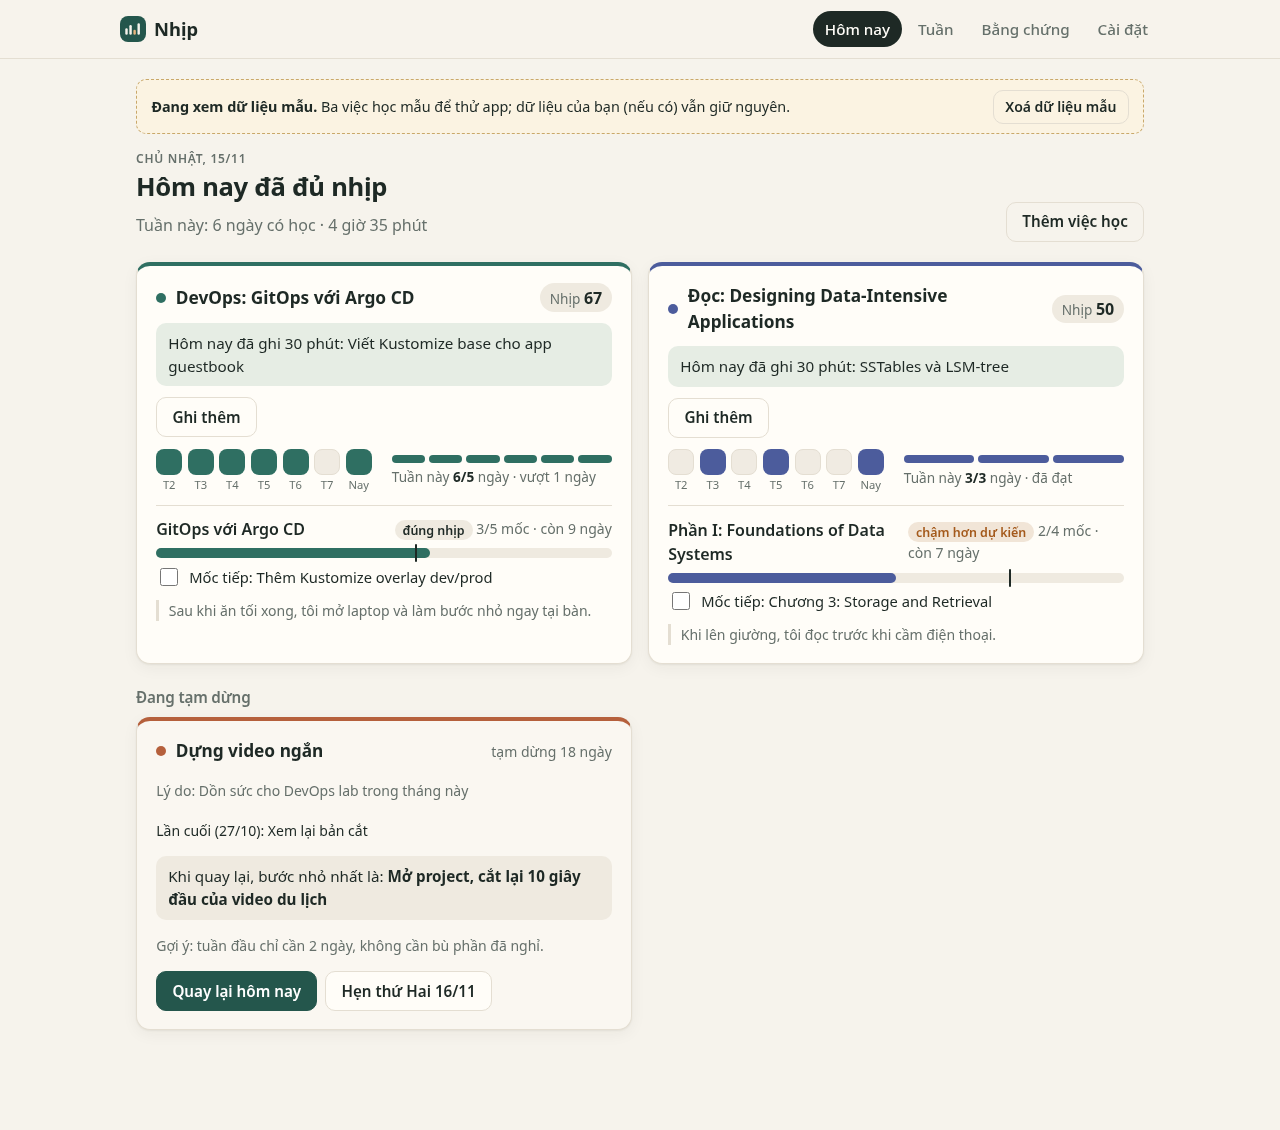 Nhịp
Hôm nay
Tuần
Bằng chứng
Cài đặt
Đang xem dữ liệu mẫu. Ba việc học mẫu để thử app; dữ liệu của bạn (nếu có) vẫn giữ nguyên.
Xoá dữ liệu mẫu
CHỦ NHẬT, 15/11
Hôm nay đã đủ nhịp
Tuần này: 6 ngày có học · 4 giờ 35 phút
Thêm việc học
DevOps: GitOps với Argo CD
Nhịp 67
Hôm nay đã ghi 30 phút: Viết Kustomize base cho app
guestbook
Ghi thêm
T2 T3 T4 T5 T6 T7 Nay
Tuần này 6/5 ngày · vượt 1 ngày
GitOps với Argo CD
đúng nhịp 3/5 mốc · còn 9 ngày
Mốc tiếp: Thêm Kustomize overlay dev/prod
Sau khi ăn tối xong, tôi mở laptop và làm bước nhỏ ngay tại bàn.
Đọc: Designing Data-Intensive
Applications
Nhịp 50
Hôm nay đã ghi 30 phút: SSTables và LSM-tree
Ghi thêm
T2 T3 T4 T5 T6 T7 Nay
Tuần này 3/3 ngày · đã đạt
Phần I: Foundations of Data
Systems
chậm hơn dự kiến 2/4 mốc ·
còn 7 ngày
Mốc tiếp: Chương 3: Storage and Retrieval
Khi lên giường, tôi đọc trước khi cầm điện thoại.
Đang tạm dừng
Dựng video ngắn
tạm dừng 18 ngày
Lý do: Dồn sức cho DevOps lab trong tháng này
Lần cuối (27/10): Xem lại bản cắt
Khi quay lại, bước nhỏ nhất là: Mở project, cắt lại 10 giây
đầu của video du lịch
Gợi ý: tuần đầu chỉ cần 2 ngày, không cần bù phần đã nghỉ.
Quay lại hôm nay
Hẹn thứ Hai 16/11